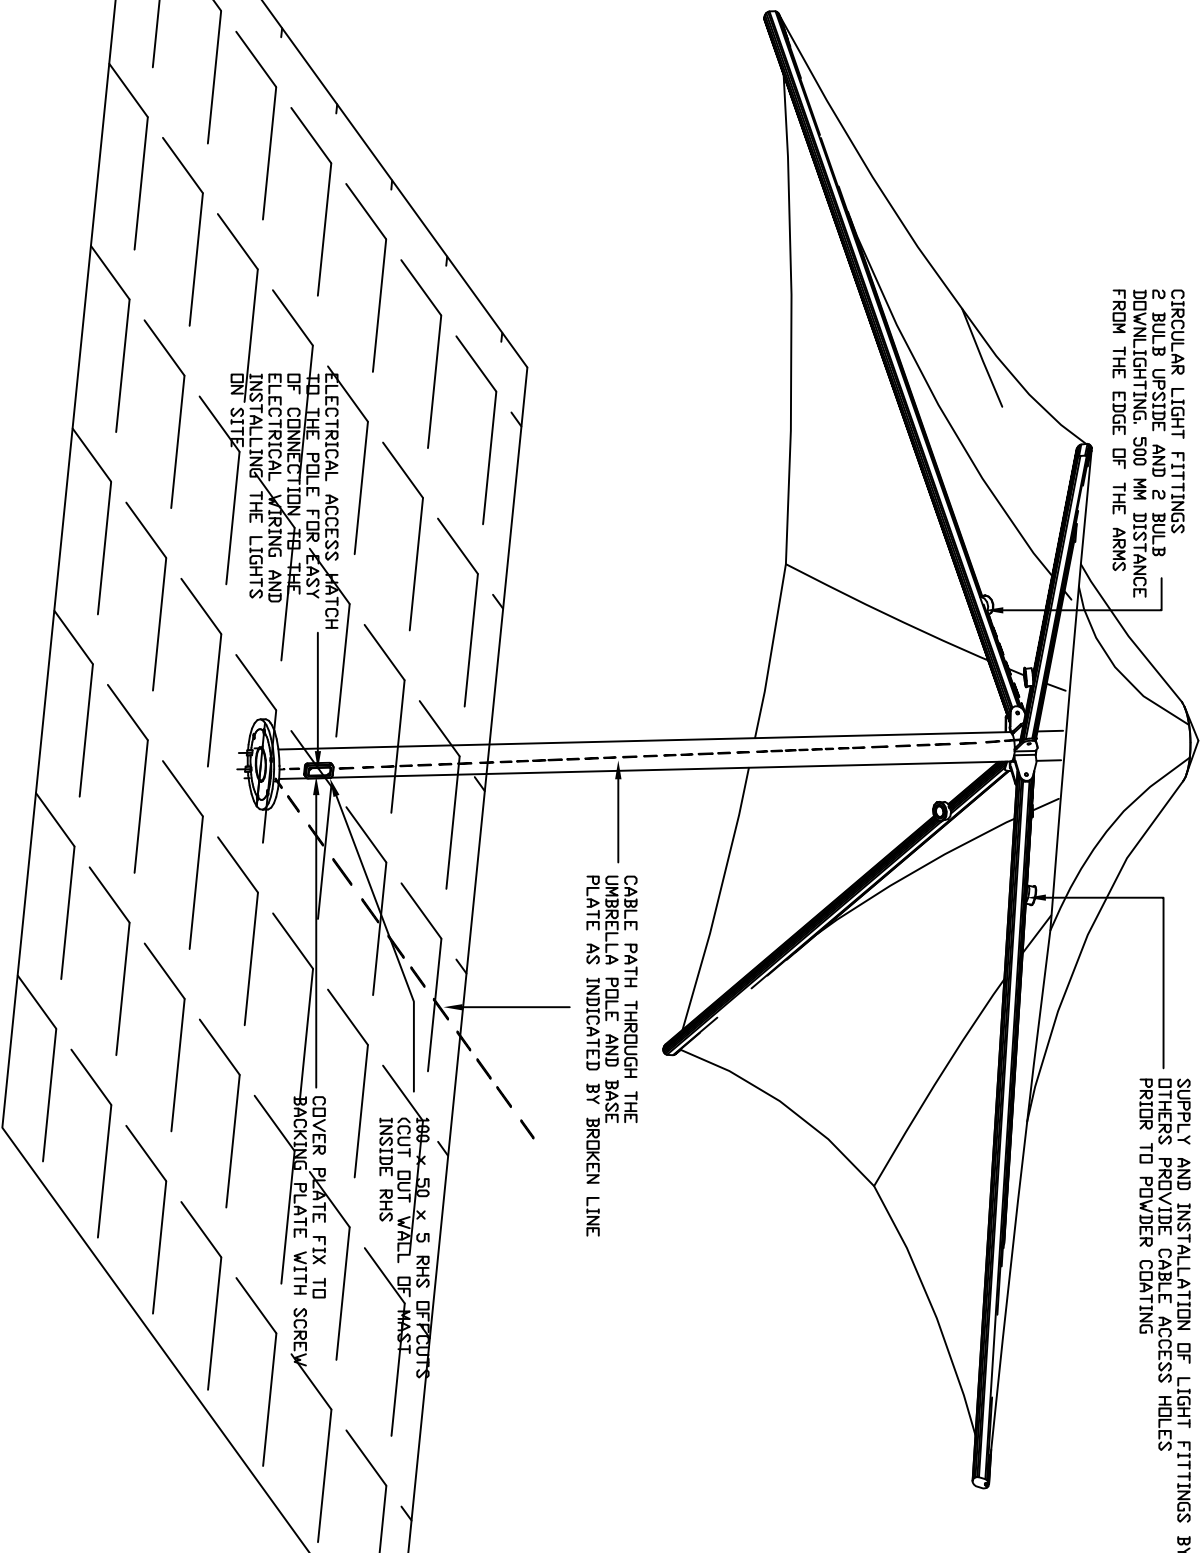 CIRCULAR LIGHT FITTINGS
2 BULB UPSIDE AND 2 BULB
DOWNLIGHTING. 500 MM DISTANCE
FROM THE EDGE OF THE ARMS
SUPPLY AND INSTALLATION OF LIGHT FITTINGS BY
OTHERS PROVIDE CABLE ACCESS HOLES
PRIOR TO POWDER COATING
CABLE PATH THROUGH THE
UMBRELLA POLE AND BASE
PLATE AS INDICATED BY BROKEN LINE
ELECTRICAL ACCESS HATCH
TO THE POLE FOR EASY
OF CONNECTION TO THE
ELECTRICAL WIRING AND
INSTALLING THE LIGHTS
ON SITE
100 x 50 x 5 RHS OFFCUTS
(CUT OUT WALL OF MAST
INSIDE RHS
COVER PLATE FIX TO
BACKING PLATE WITH SCREW